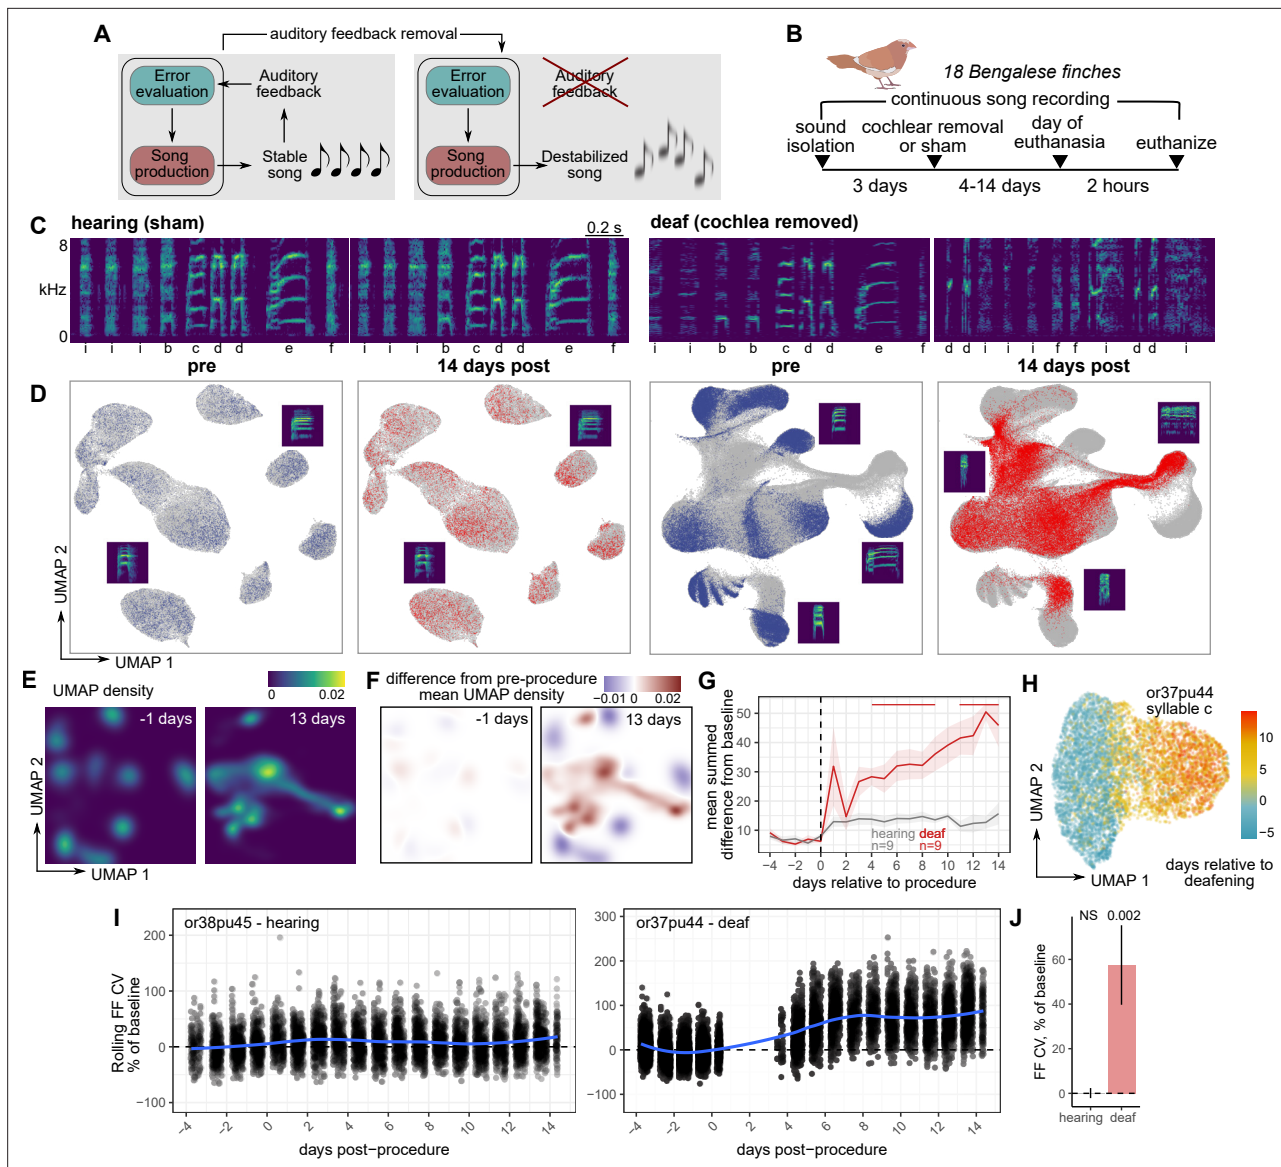 A
auditory feedback removal
Error
evaluation
Auditory
feedback
Song
production
Stable
song
Error
evaluation
Auditory
feedback
Song
production
Destabilized
song
B
18 Bengalese finches
continuous song recording
sound
isolation
cochlear removal
or sham
day of
euthanasia
euthanize
3 days
4-14 days
2 hours
C
hearing (sham)
0.2 s
deaf (cochlea removed)
8
kHz
0
i i i b c d d e f
i i i b c d d e f
i i b b c d d e f
d d i i i f f i d d i
pre
14 days post
pre
14 days post
D
UMAP 2
UMAP 1
E
UMAP density
0 0.02
-1 days
13 days
UMAP 2
UMAP 1
F
difference from pre-procedure
mean UMAP density
−0.01 0 0.02
-1 days
13 days
G
mean summed
difference from baseline
50
40
30
20
10
hearing
n=9
deaf
n=9
−4 −2 0 2 4 6 8 10 12 14
days relative to procedure
H
or37pu44
syllable c
10
5
0
−5
UMAP 2
UMAP 1
days relative to
deafening
I
or38pu45 - hearing
Rolling FF CV
% of baseline
200
100
0
−100
−4 −2 0 2 4 6 8 10 12 14
days post−procedure
or37pu44 - deaf
300
200
100
0
−100
−4 −2 0 2 4 6 8 10 12 14
days post−procedure
J
NS 0.002
FF CV, % of baseline
60
40
20
0
hearing deaf